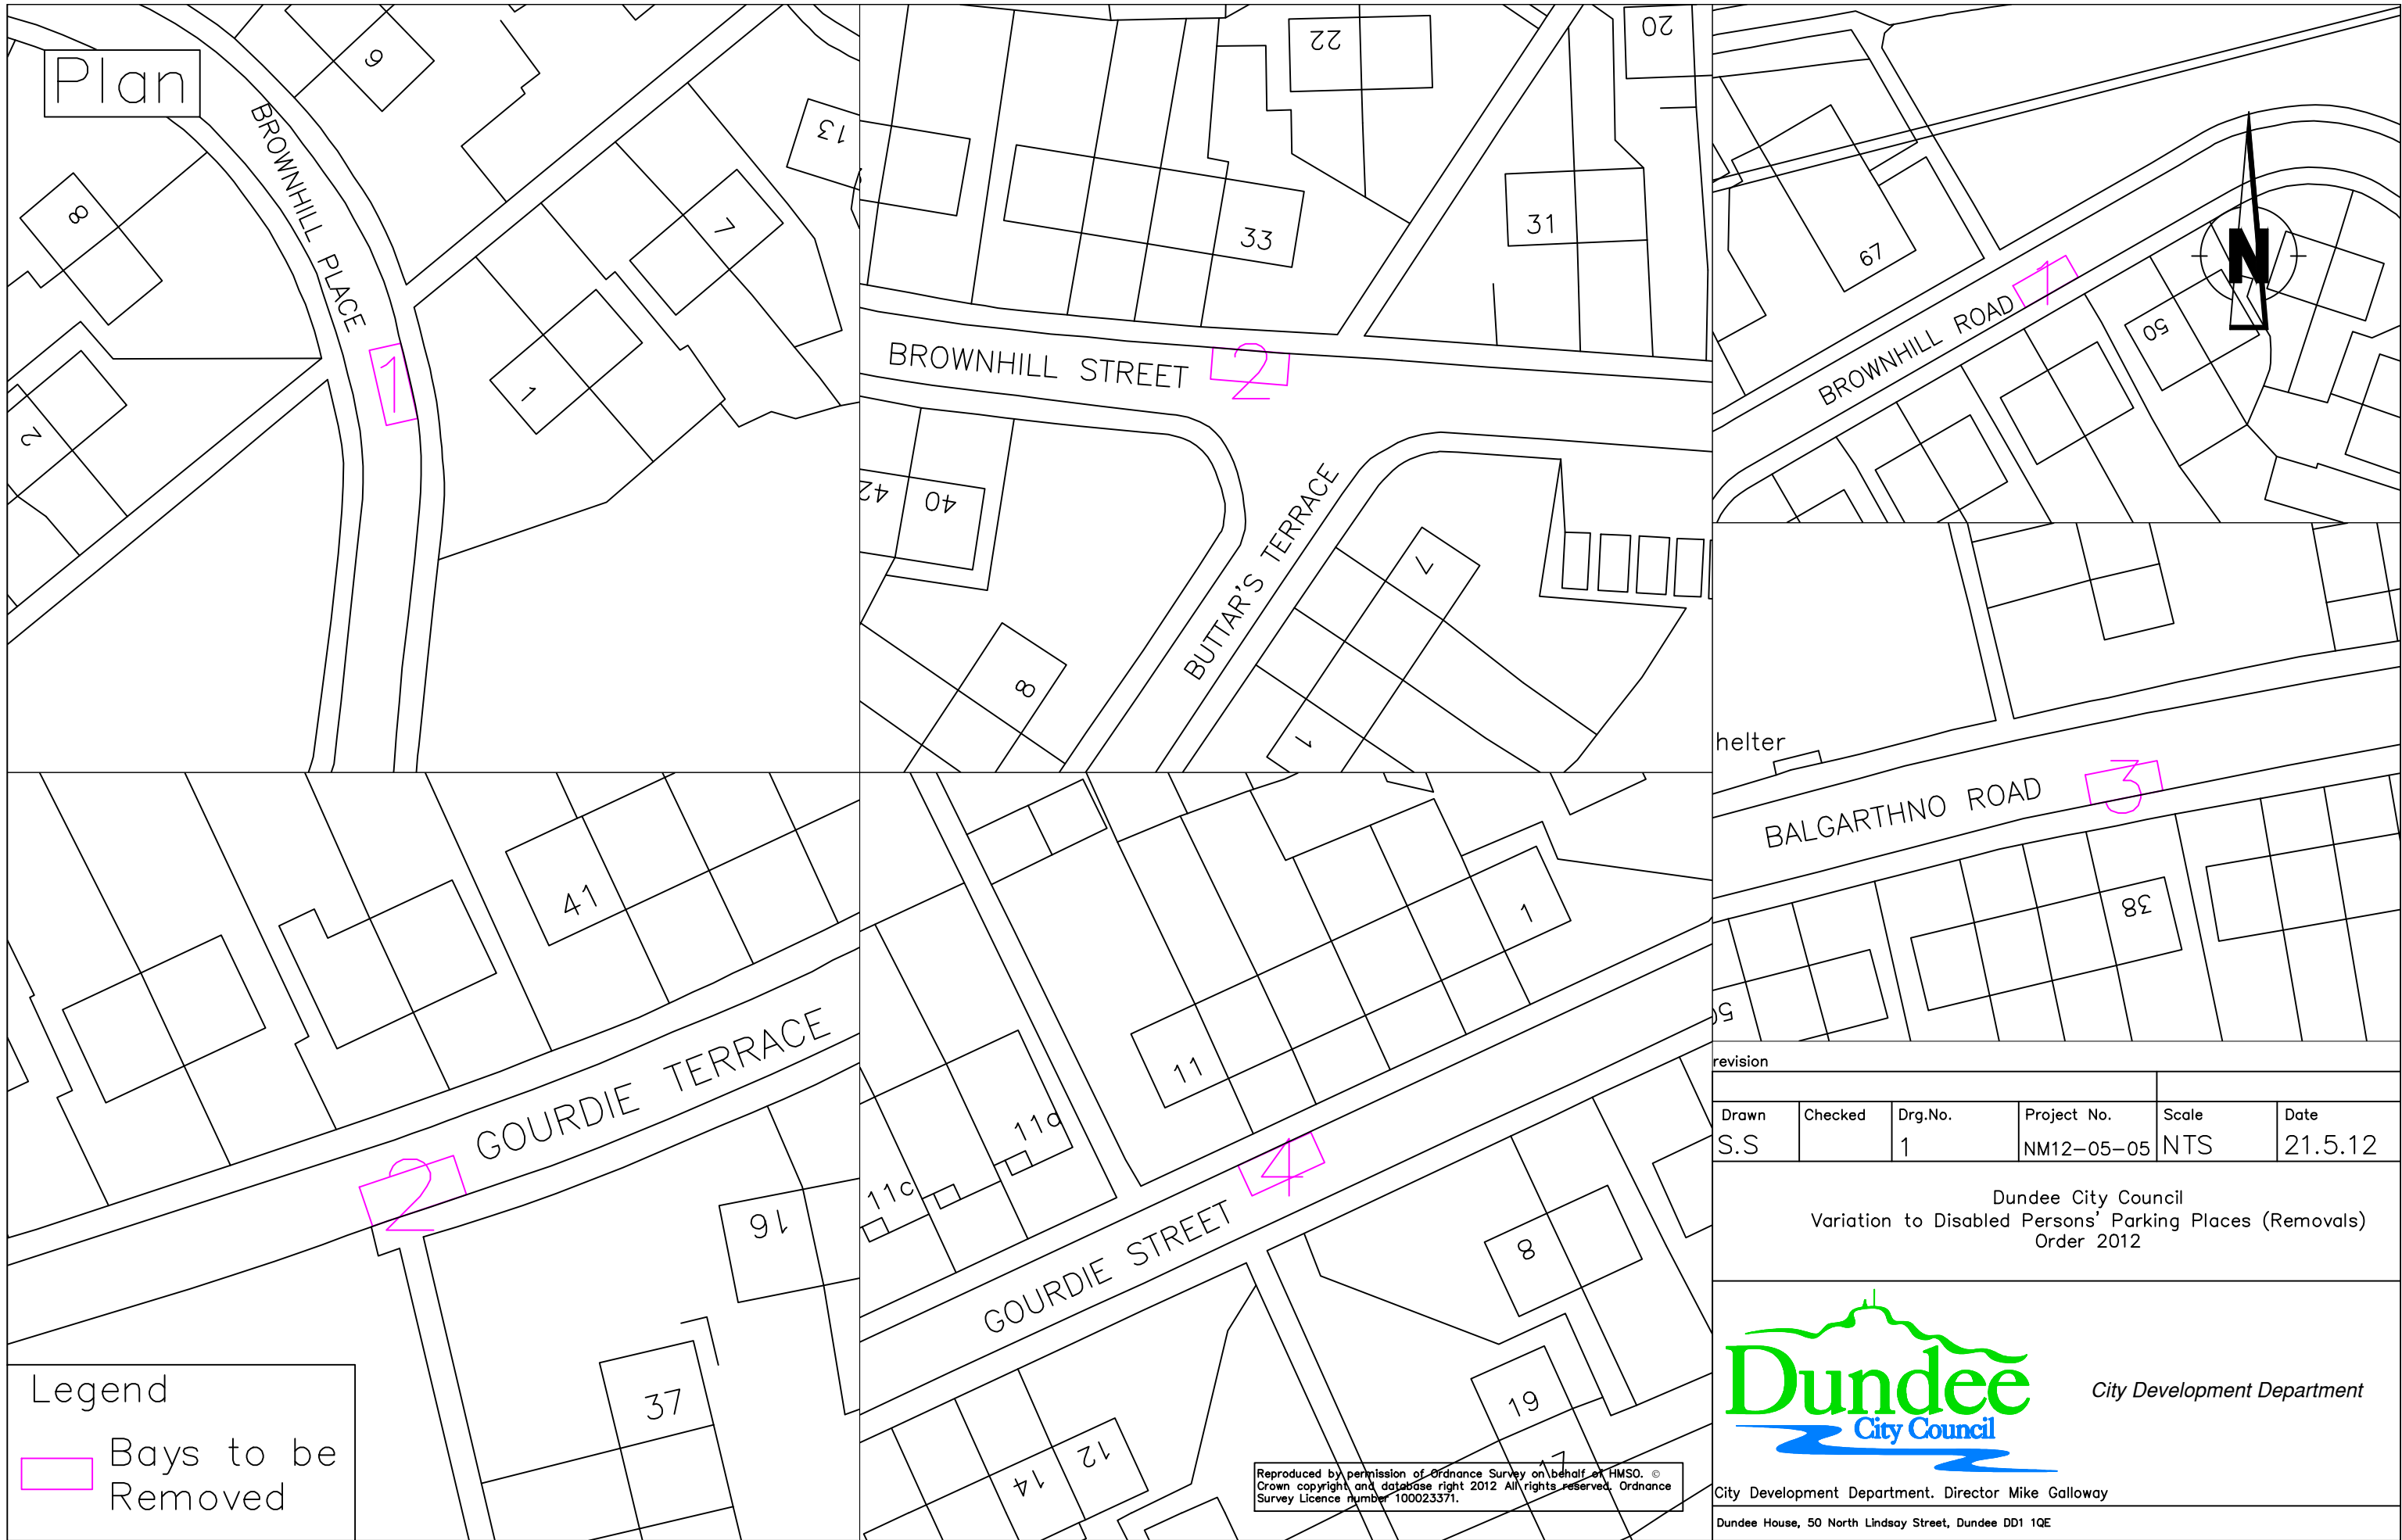 Plan
BROWNHILL PLACE
9
8
2
1
1
7
13
22
20
33
31
BROWNHILL STREET
2
42
40
8
BUTTAR'S TERRACE
7
1
67
BROWNHILL ROAD
1
50
N
helter
BALGARTHNO ROAD
3
38
41
GOURDIE TERRACE
2
16
37
Legend
Bays to be
Removed
1
11
11a
11c
4
GOURDIE STREET
8
19
17
12
14
Reproduced by permission of Ordnance Survey on behalf of HMSO. ©
Crown copyright and database right 2012 All rights reserved. Ordnance
Survey Licence number 100023371.
revision
Drawn Checked Drg.No. Project No. Scale Date
S.S 1 NM12-05-05 NTS 21.5.12
Dundee City Council
Variation to Disabled Persons' Parking Places (Removals)
Order 2012
Dundee
City Council
City Development Department
City Development Department. Director Mike Galloway
Dundee House, 50 North Lindsay Street, Dundee DD1 1QE